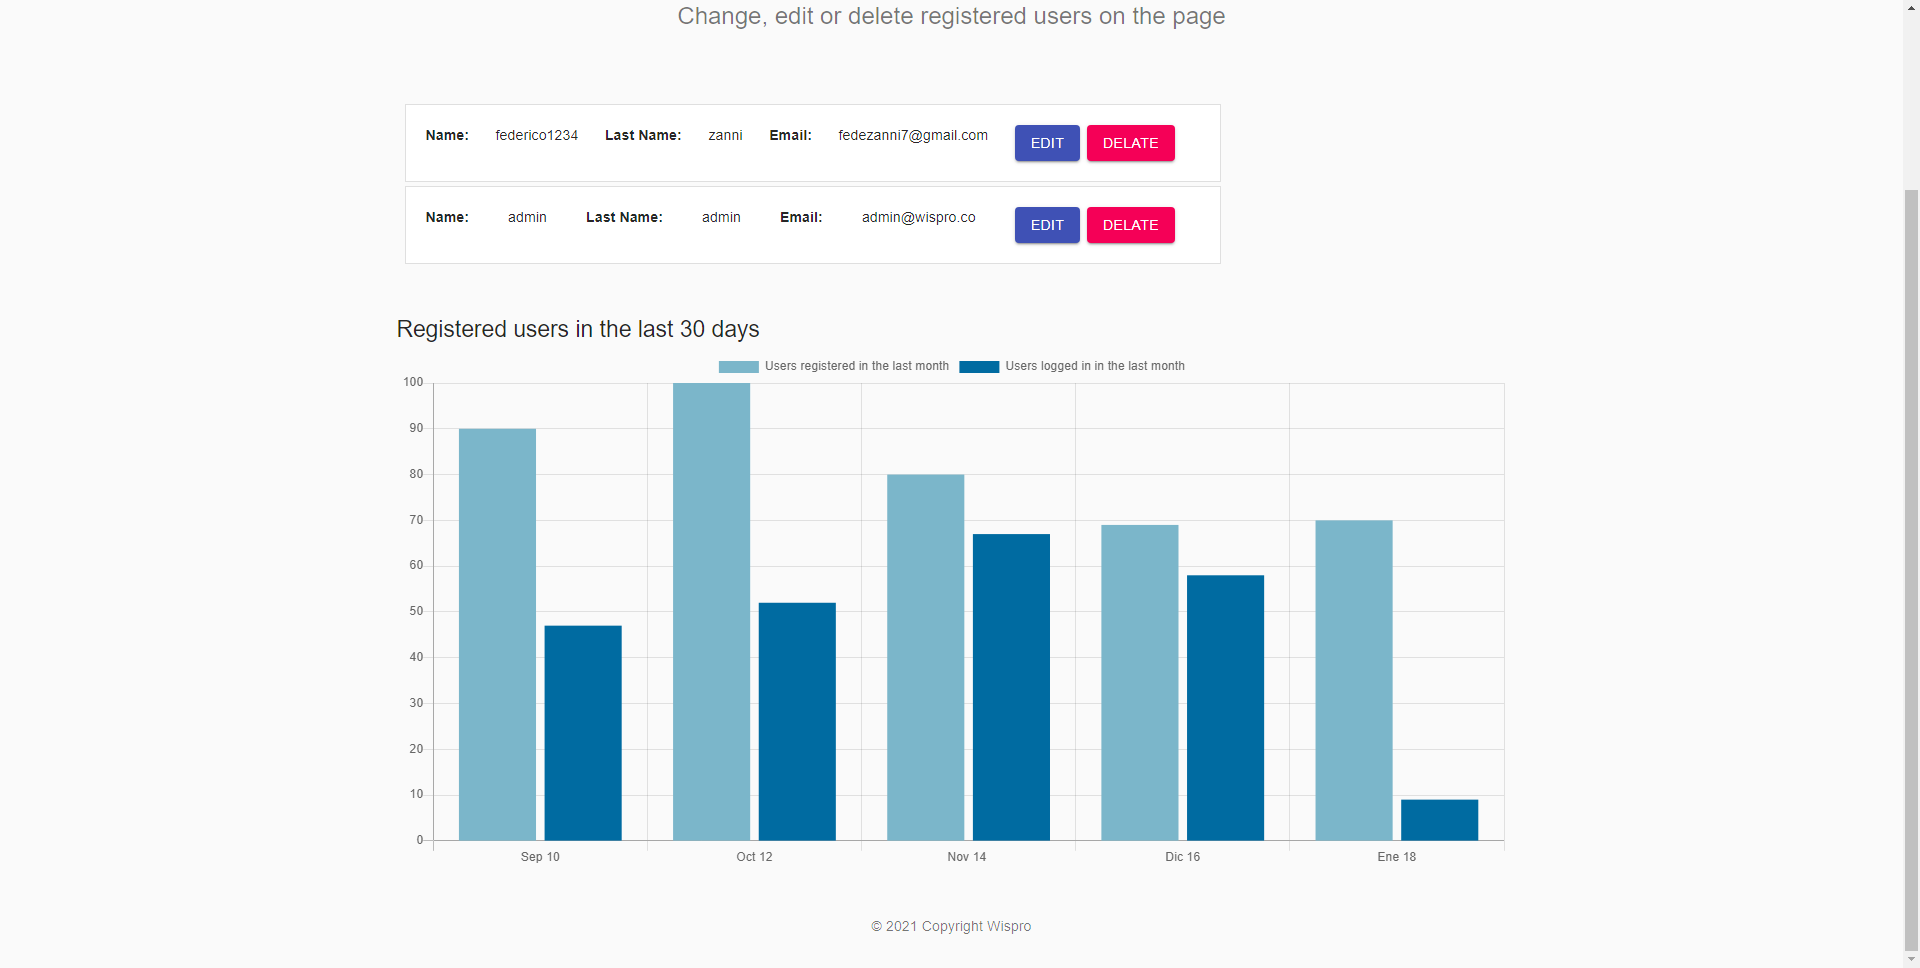 Change, edit or delete registered users on the page
Name: federico1234 Last Name: zanni Email: fedezanni7@gmail.com EDIT DELATE
Name: admin Last Name: admin Email: admin@wispro.co EDIT DELATE
Registered users in the last 30 days
Users registered in the last month Users logged in in the last month
100
90
80
70
60
50
40
30
20
10
0
Sep 10 Oct 12 Nov 14 Dic 16 Ene 18
© 2021 Copyright Wispro